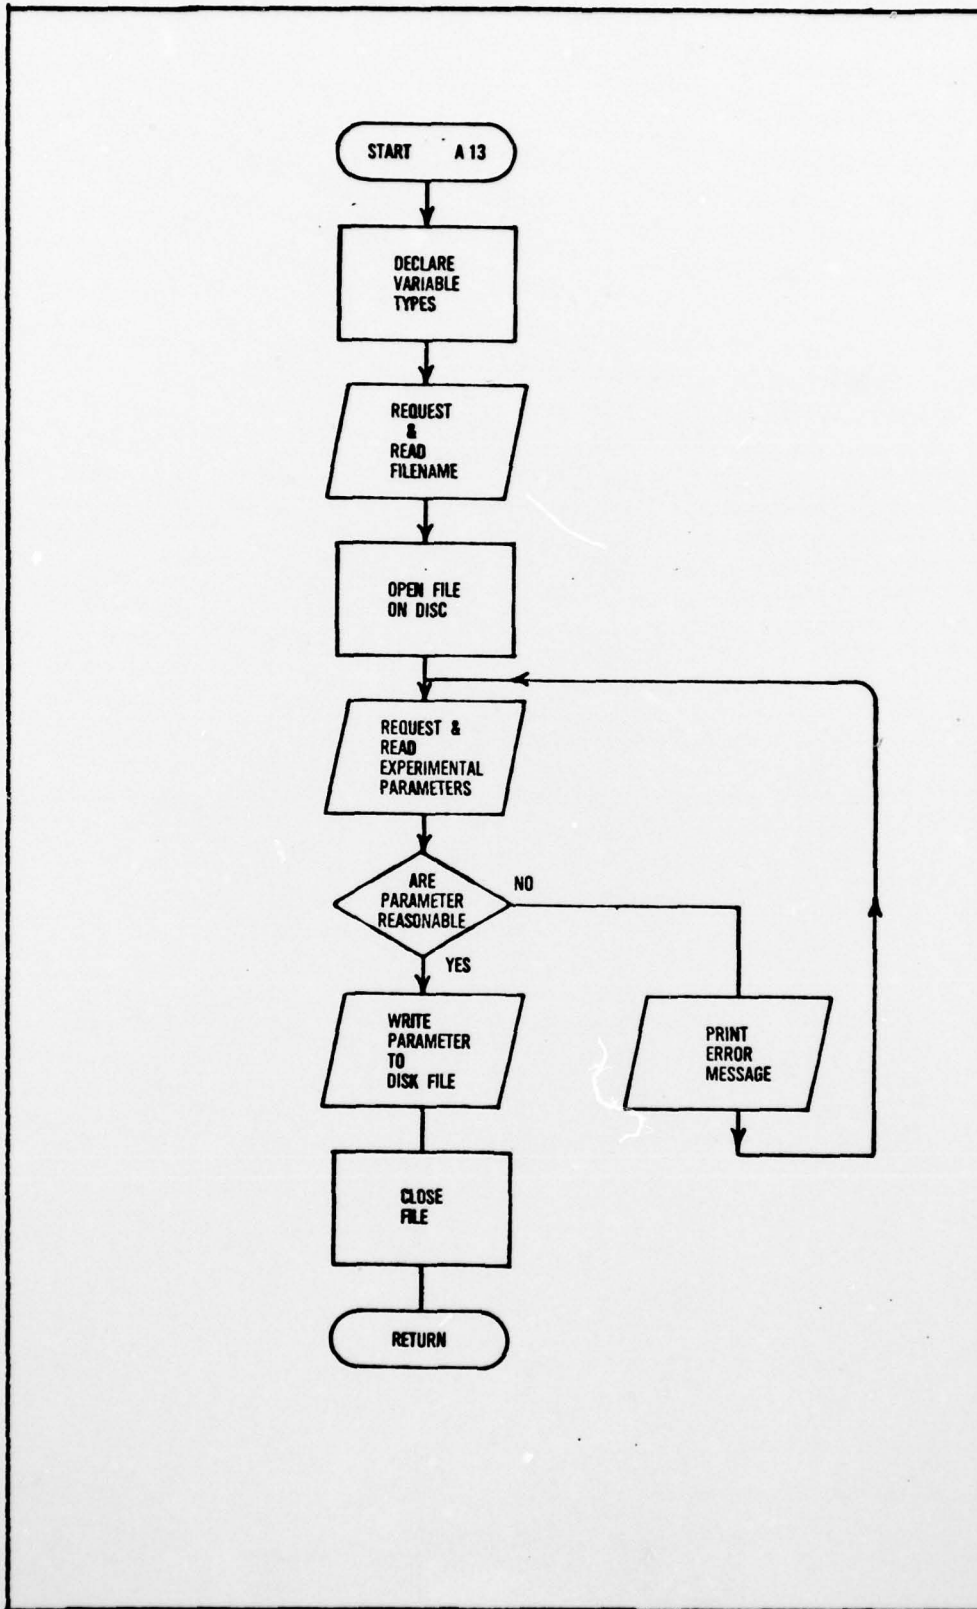 START A 13
DECLARE
VARIABLE
TYPES
REQUEST
&
READ
FILENAME
OPEN FILE
ON DISC
REQUEST &
READ
EXPERIMENTAL
PARAMETERS
ARE
PARAMETER
REASONABLE
NO
YES
WRITE
PARAMETER
TO
DISK FILE
PRINT
ERROR
MESSAGE
CLOSE
FILE
RETURN